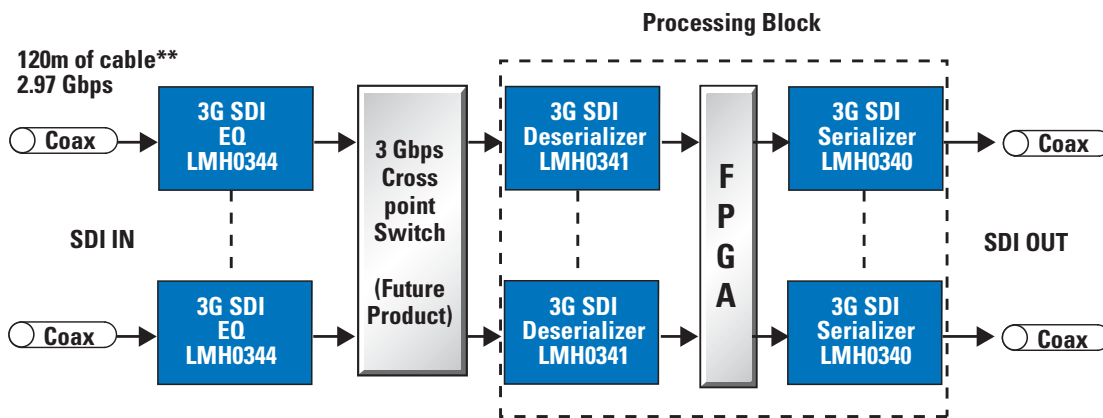 Processing Block
120m of cable**
2.97 Gbps
Coax
3G SDI
EQ
LMH0344
3 Gbps
Cross
point
Switch
(Future
Product)
3G SDI
Deserializer
LMH0341
F
P
G
A
3G SDI
Serializer
LMH0340
Coax
SDI IN
SDI OUT
Coax
3G SDI
EQ
LMH0344
3G SDI
Deserializer
LMH0341
3G SDI
Serializer
LMH0340
Coax